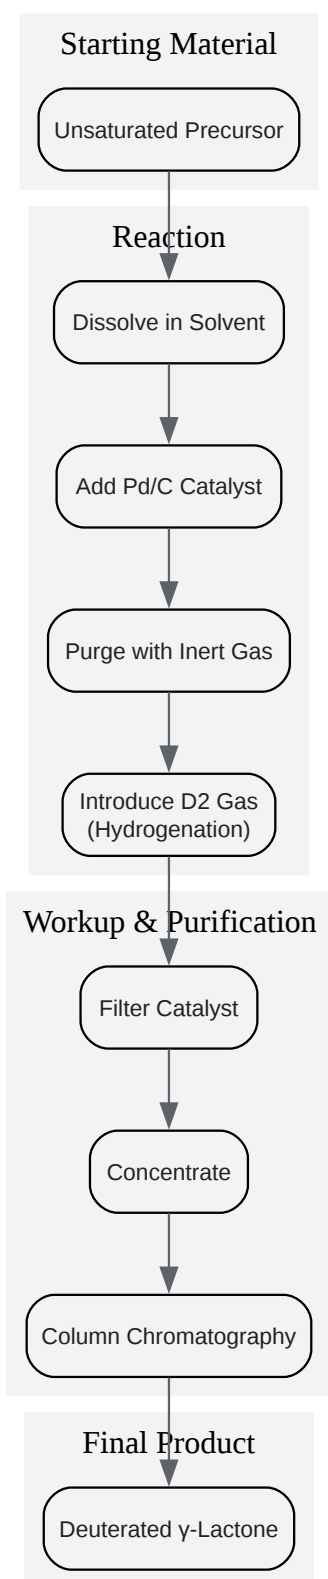 Starting Material
Unsaturated Precursor
Reaction
Dissolve in Solvent
Add Pd/C Catalyst
Purge with Inert Gas
Introduce D2 Gas
(Hydrogenation)
Workup & Purification
Filter Catalyst
Concentrate
Column Chromatography
Final Product
Deuterated γ-Lactone